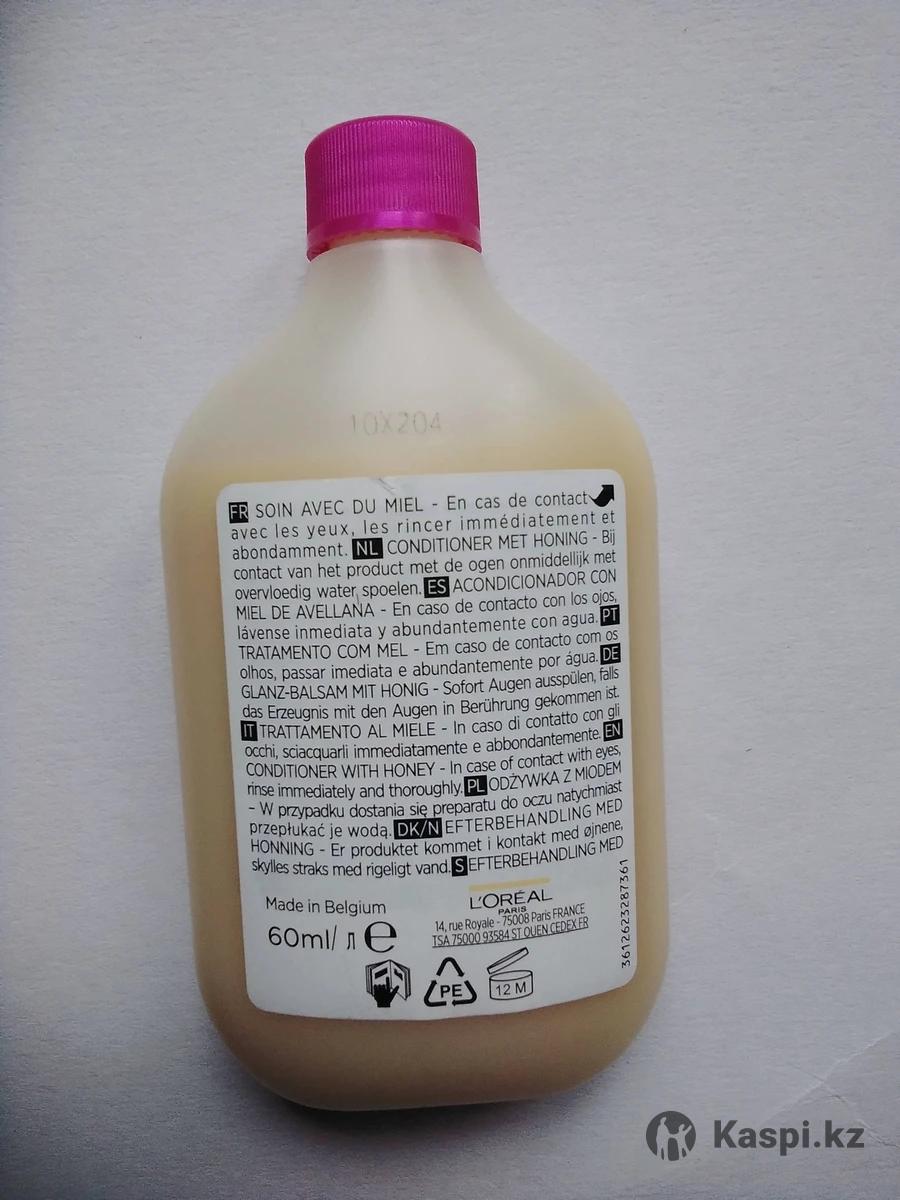 10X204
FR SOIN AVEC DU MIEL - En cas de contact
avec les yeux, les rincer immédiatement et
abondamment. NL CONDITIONER MET HONING - Bij
contact van het product met de ogen onmiddellijk met
overvloedig water spoelen. ES ACONDICIONADOR CON
MIEL DE AVELLANA - En caso de contacto con los ojos,
lávense inmediata y abundantemente con agua. PT
TRATAMENTO COM MEL - Em caso de contacto com os
olhos, passar imediata e abundantemente por água. DE
GLANZ-BALSAM MIT HONIG - Sofort Augen ausspülen, falls
das Erzeugnis mit den Augen in Berührung gekommen ist.
IT TRATTAMENTO AL MIELE - In caso di contatto con gli
occhi, sciacquarli immediatamente e abbondantemente. EN
CONDITIONER WITH HONEY - In case of contact with eyes,
rinse immediately and thoroughly. PL ODŻYWKA Z MIODEM
- W przypadku dostania się preparatu do oczu natychmiast
przepłukać je wodą. DK/N EFTERBEHANDLING MED
HONNING - Er produktet kommet i kontakt med øjnene,
skylles straks med rigeligt vand. S EFTERBEHANDLING MED
Made in Belgium
60ml/ л e
L'ORÉAL
PARIS
14, rue Royale - 75008 Paris FRANCE
TSA 75000 93584 ST OUEN CEDEX FR
PE
12 M
3612623287361
Kaspi.kz